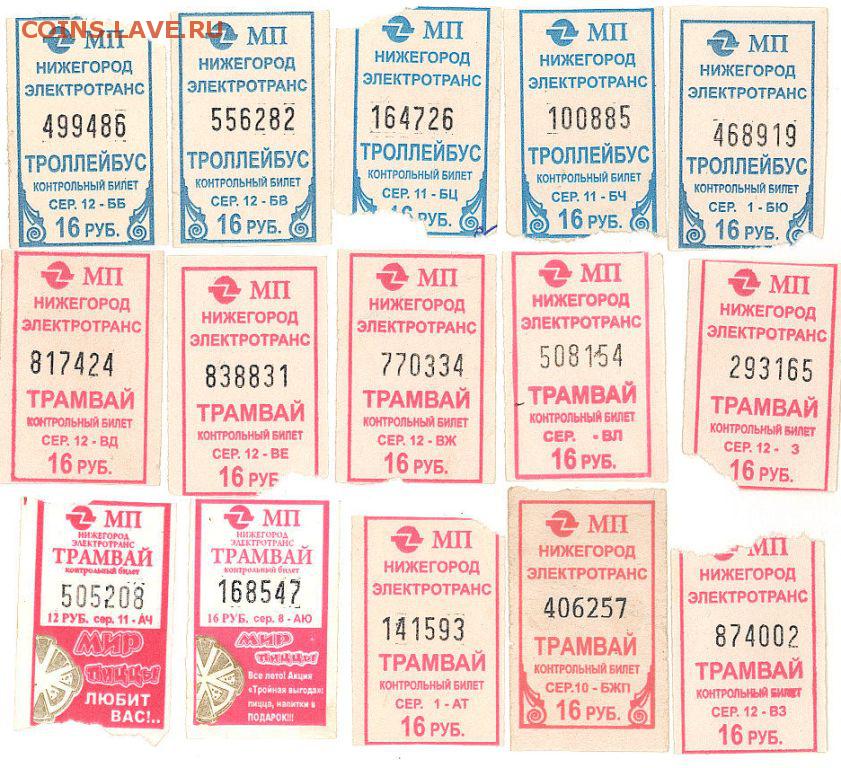 COINS.LAVE.RU
МП
НИЖЕГОРОД
ЭЛЕКТРОТРАНС
499486
ТРОЛЛЕЙБУС
КОНТРОЛЬНЫЙ БИЛЕТ
СЕР. 12 - ББ
16 РУБ.
МП
НИЖЕГОРОД
ЭЛЕКТРОТРАНС
556282
ТРОЛЛЕЙБУС
КОНТРОЛЬНЫЙ БИЛЕТ
СЕР. 12 - БВ
16 РУБ.
МП
НИЖЕГОРОД
ЭЛЕКТРОТРАНС
164726
ТРОЛЛЕЙБУС
КОНТРОЛЬНЫЙ БИЛЕТ
СЕР. 11 - БЦ
16 РУБ.
МП
НИЖЕГОРОД
ЭЛЕКТРОТРАНС
100885
ТРОЛЛЕЙБУС
КОНТРОЛЬНЫЙ БИЛЕТ
СЕР. 11 - БЧ
16 РУБ.
МП
НИЖЕГОРОД
ЭЛЕКТРОТРАНС
468919
ТРОЛЛЕЙБУС
КОНТРОЛЬНЫЙ БИЛЕТ
СЕР. 1 - БЮ
16 РУБ.
МП
НИЖЕГОРОД
ЭЛЕКТРОТРАНС
817424
ТРАМВАЙ
КОНТРОЛЬНЫЙ БИЛЕТ
СЕР. 12 - ВД
16 РУБ.
МП
НИЖЕГОРОД
ЭЛЕКТРОТРАНС
838831
ТРАМВАЙ
КОНТРОЛЬНЫЙ БИЛЕТ
СЕР. 12 - ВЕ
16 РУБ.
МП
НИЖЕГОРОД
ЭЛЕКТРОТРАНС
770334
ТРАМВАЙ
КОНТРОЛЬНЫЙ БИЛЕТ
СЕР. 12 - ВЖ
16 РУБ.
МП
НИЖЕГОРОД
ЭЛЕКТРОТРАНС
508154
ТРАМВАЙ
КОНТРОЛЬНЫЙ БИЛЕТ
СЕР. - ВЛ
16 РУБ.
МП
НИЖЕГОРОД
ЭЛЕКТРОТРАНС
293165
ТРАМВАЙ
КОНТРОЛЬНЫЙ БИЛЕТ
СЕР. 12 - З
16 РУБ.
МП
НИЖЕГОРОД
ЭЛЕКТРОТРАНС
ТРАМВАЙ
контрольный билет
505208
12 РУБ. сер. 11 - АЧ
МИР
ПИЦЦЫ
ЛЮБИТ
ВАС!..
МП
НИЖЕГОРОД
ЭЛЕКТРОТРАНС
ТРАМВАЙ
контрольный билет
168547
16 РУБ. сер. 8 - АЮ
МИР
ПИЦЦЫ
Все лето! Акция
«Тройная выгода»:
пицца, напитки в
ПОДАРОК!!!
МП
НИЖЕГОРОД
ЭЛЕКТРОТРАНС
141593
ТРАМВАЙ
КОНТРОЛЬНЫЙ БИЛЕТ
СЕР. 1 - АТ
16 РУБ.
МП
НИЖЕГОРОД
ЭЛЕКТРОТРАНС
406257
ТРАМВАЙ
КОНТРОЛЬНЫЙ БИЛЕТ
СЕР.10 - БЖП
16 РУБ.
МП
НИЖЕГОРОД
ЭЛЕКТРОТРАНС
874002
ТРАМВАЙ
КОНТРОЛЬНЫЙ БИЛЕТ
СЕР. 12 - ВЗ
16 РУБ.